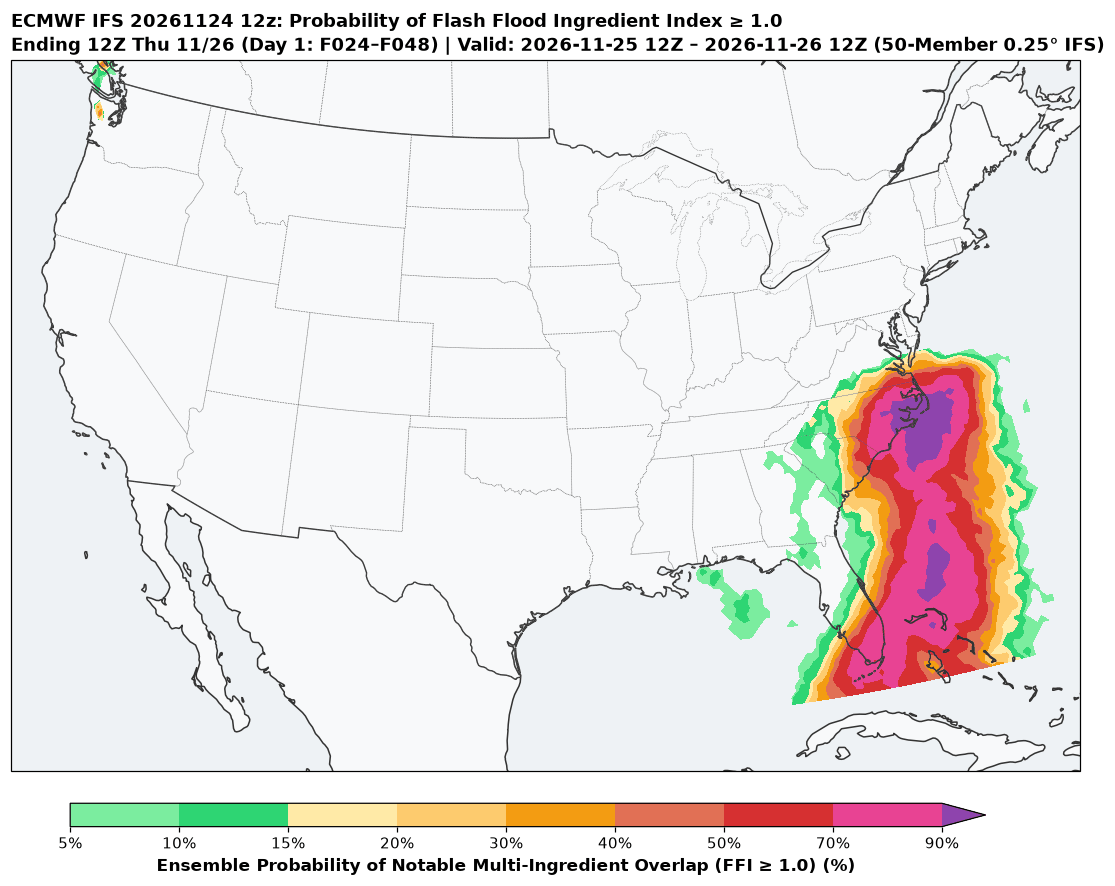 ECMWF IFS 20261124 12z: Probability of Flash Flood Ingredient Index ≥ 1.0
Ending 12Z Thu 11/26 (Day 1: F024–F048) | Valid: 2026-11-25 12Z – 2026-11-26 12Z (50-Member 0.25° IFS)
5% 10% 15% 20% 30% 40% 50% 70% 90%
Ensemble Probability of Notable Multi-Ingredient Overlap (FFI ≥ 1.0) (%)